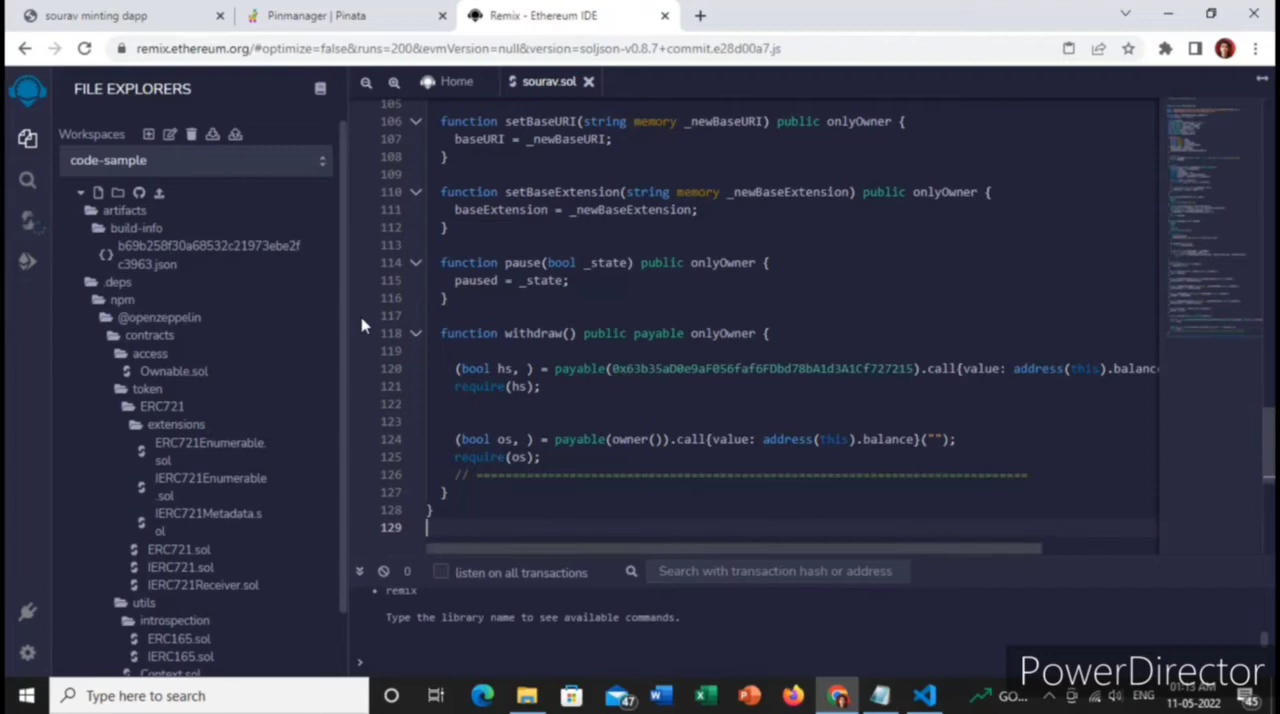 sourav minting dapp
Pinmanager | Pinata
Remix - Ethereum IDE
remix.ethereum.org/#optimize=false&runs=200&evmVersion=null&version=soljson-v0.8.7+commit.e28d00a7.js
FILE EXPLORERS
Home
sourav.sol
Workspaces
code-sample
artifacts
build-info
b69b258f30a68532c21973ebe2f
c3963.json
.deps
npm
@openzeppelin
contracts
access
Ownable.sol
token
ERC721
extensions
ERC721Enumerable.
sol
IERC721Enumerable
.sol
IERC721Metadata.s
ol
ERC721.sol
IERC721.sol
IERC721Receiver.sol
utils
introspection
ERC165.sol
IERC165.sol
Context.sol
105
106 function setBaseURI(string memory _newBaseURI) public onlyOwner {
107 baseURI = _newBaseURI;
108 }
109
110 function setBaseExtension(string memory _newBaseExtension) public onlyOwner {
111 baseExtension = _newBaseExtension;
112 }
113
114 function pause(bool _state) public onlyOwner {
115 paused = _state;
116 }
117
118 function withdraw() public payable onlyOwner {
119
120 (bool hs, ) = payable(0x63b35aD0e9aF056faf6FDbd78bA1d3A1Cf727215).call{value: address(this).balance
121 require(hs);
122
123
124 (bool os, ) = payable(owner()).call{value: address(this).balance}("");
125 require(os);
126 // =============================================================================
127 }
128 }
129
0 listen on all transactions Search with transaction hash or address
• remix
Type the library name to see available commands.
>
PowerDirector
Type here to search
47
GO...
ENG
01:13 AM
11-05-2022
45